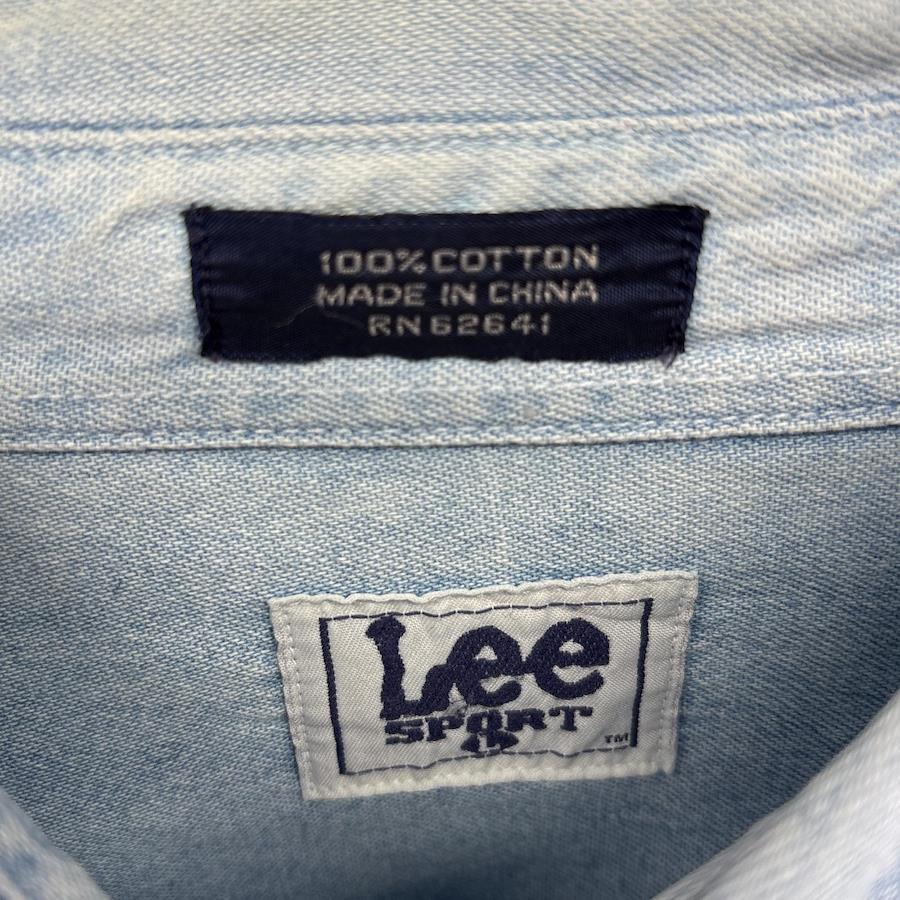 100% COTTON
MADE IN CHINA
RN 62641
Lee
SPORT
TM